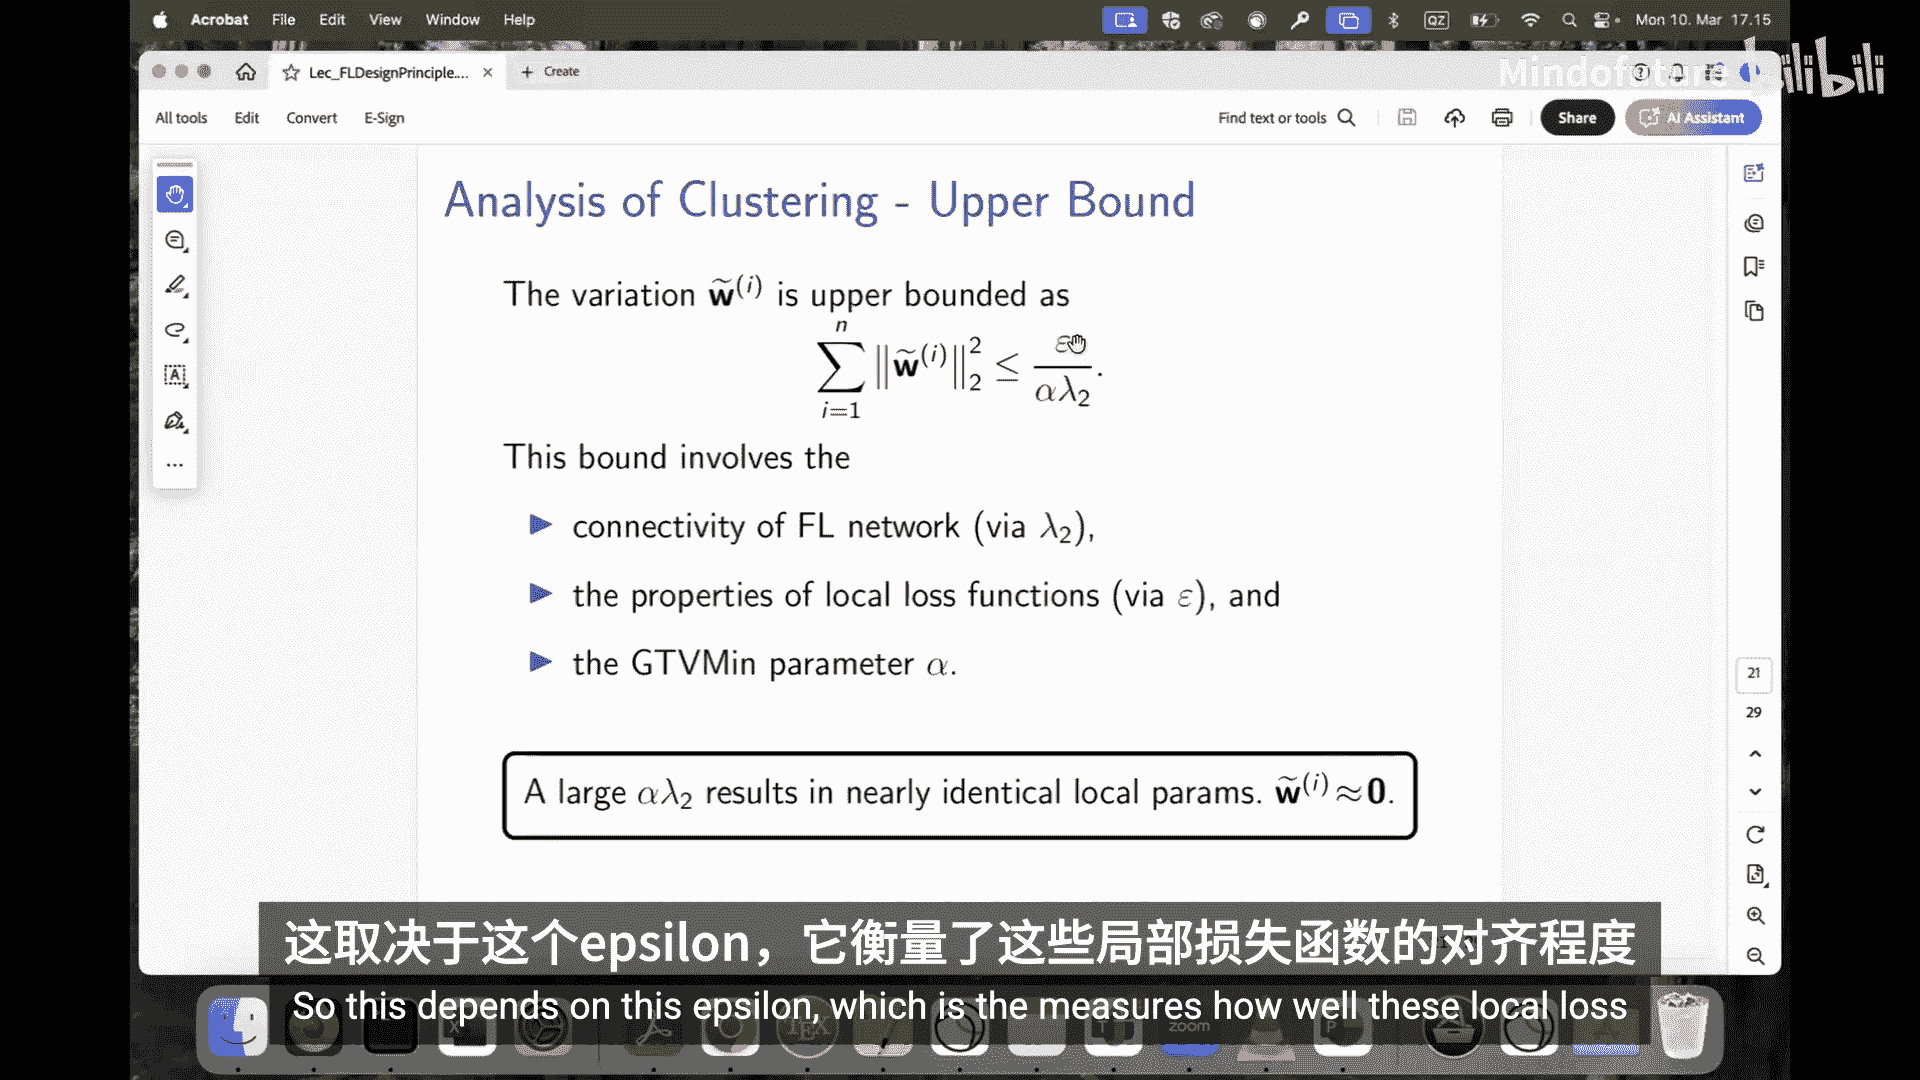 Acrobat File Edit View Window Help
QZ
Mon 10. Mar 17.15
Lec_FLDesignPrinciple.... × + Create
Mindofuture bilibili
All tools Edit Convert E-Sign
Find text or tools
Share
AI Assistant
Analysis of Clustering - Upper Bound
The variation w̃⁽ⁱ⁾ is upper bounded as
∑ᵢ₌₁ⁿ ‖w̃⁽ⁱ⁾‖₂² ≤ ε/(αλ₂).
This bound involves the
▶ connectivity of FL network (via λ₂),
▶ the properties of local loss functions (via ε), and
▶ the GTVMin parameter α.
A large αλ₂ results in nearly identical local params. w̃⁽ⁱ⁾≈0.
21
29
这取决于这个epsilon，它衡量了这些局部损失函数的对齐程度
So this depends on this epsilon, which is the measures how well these local loss
zoom